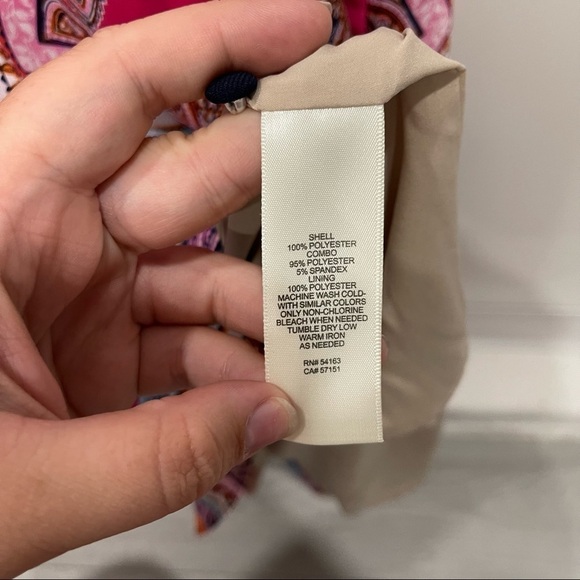 SHELL
100% POLYESTER
COMBO
95% POLYESTER
5% SPANDEX
LINING
100% POLYESTER
MACHINE WASH COLD-
WITH SIMILAR COLORS
ONLY NON-CHLORINE
BLEACH WHEN NEEDED
TUMBLE DRY LOW
WARM IRON
AS NEEDED
RN# 54163
CA# 57151